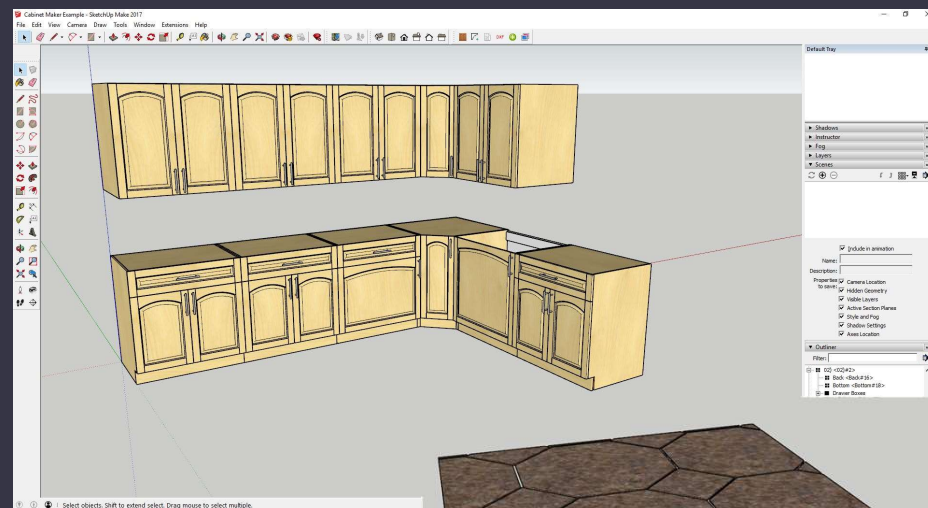 Cabinet Maker Example - SketchUp Make 2017
File Edit View Camera Draw Tools Window Extensions Help
Default Tray
Shadows
Instructor
Fog
Layers
Scenes
Include in animation
Name:
Description:
Properties to save:
Camera Location
Hidden Geometry
Visible Layers
Active Section Planes
Style and Fog
Shadow Settings
Axes Location
Outliner
Filter:
02) <02)#2>
Back <Back#16>
Bottom <Bottom#18>
Drawer Boxes
Select objects. Shift to extend select. Drag mouse to select multiple.